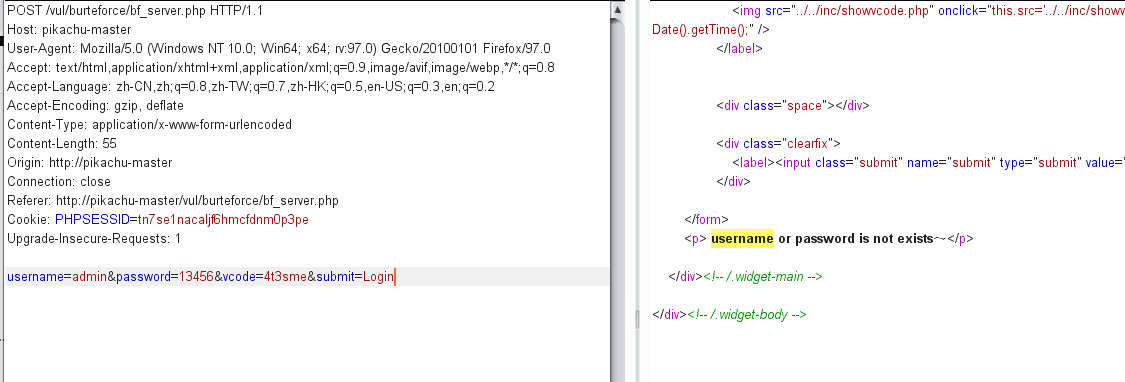 POST /vul/burteforce/bf_server.php HTTP/1.1
Host: pikachu-master
User-Agent: Mozilla/5.0 (Windows NT 10.0; Win64; x64; rv:97.0) Gecko/20100101 Firefox/97.0
Accept: text/html,application/xhtml+xml,application/xml;q=0.9,image/avif,image/webp,*/*;q=0.8
Accept-Language: zh-CN,zh;q=0.8,zh-TW;q=0.7,zh-HK;q=0.5,en-US;q=0.3,en;q=0.2
Accept-Encoding: gzip, deflate
Content-Type: application/x-www-form-urlencoded
Content-Length: 55
Origin: http://pikachu-master
Connection: close
Referer: http://pikachu-master/vul/burteforce/bf_server.php
Cookie: PHPSESSID=tn7se1nacaljf6hmcfdnm0p3pe
Upgrade-Insecure-Requests: 1
username=admin&password=13456&vcode=4t3sme&submit=Login
<img src="../../inc/showvcode.php" onclick="this.src='../../inc/showv
Date().getTime();" />
</label>
<div class="space"></div>
<div class="clearfix">
<label><input class="submit" name="submit" type="submit" value="
</div>
</form>
<p> username or password is not exists~</p>
</div><!-- /.widget-main -->
</div><!-- /.widget-body -->